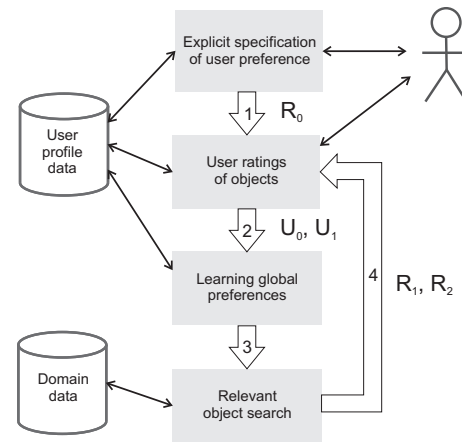 Explicit specification
of user preference
1
R0
User
profile
data
User ratings
of objects
2
U0, U1
Learning global
preferences
4
R1, R2
3
Domain
data
Relevant
object search